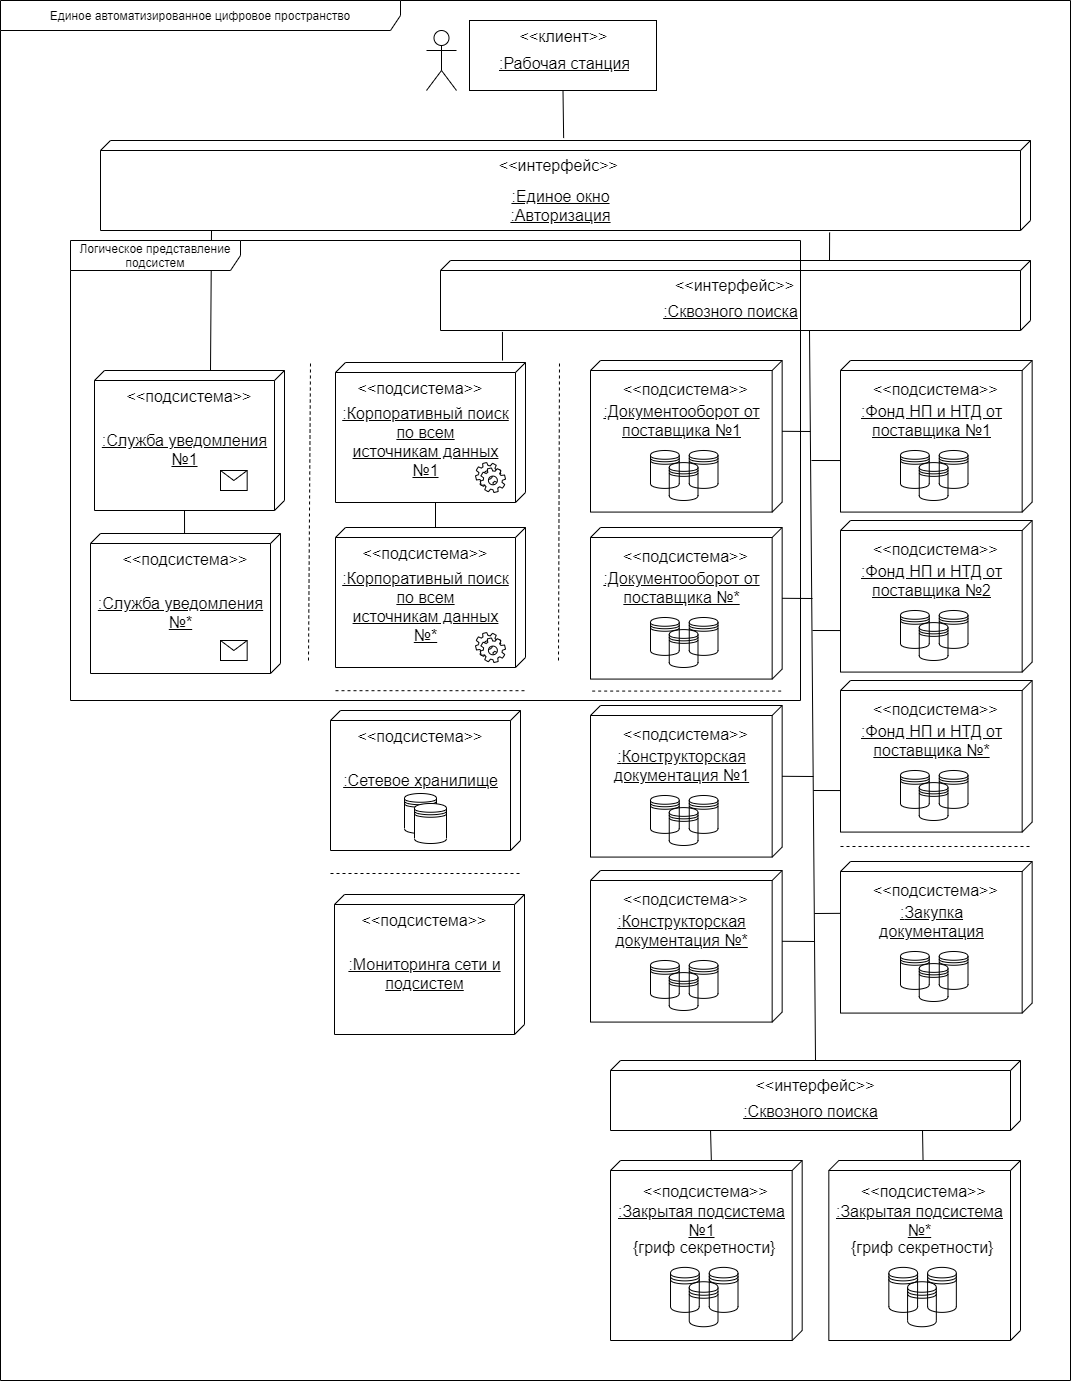 Единое автоматизированное цифровое пространство
<<клиент>>
:Рабочая станция
<<интерфейс>>
:Единое окно
:Авторизация
Логическое представление
подсистем
<<интерфейс>>
:Сквозного поиска
<<подсистема>>
:Служба уведомления
№1
<<подсистема>>
:Корпоративный поиск
по всем
источникам данных
№1
<<подсистема>>
:Документооборот от
поставщика №1
<<подсистема>>
:Фонд НП и НТД от
поставщика №1
<<подсистема>>
:Служба уведомления
№*
<<подсистема>>
:Корпоративный поиск
по всем
источникам данных
№*
<<подсистема>>
:Документооборот от
поставщика №*
<<подсистема>>
:Фонд НП и НТД от
поставщика №2
<<подсистема>>
:Сетевое хранилище
<<подсистема>>
:Конструкторская
документация №1
<<подсистема>>
:Фонд НП и НТД от
поставщика №*
<<подсистема>>
:Мониторинга сети и
подсистем
<<подсистема>>
:Конструкторская
документация №*
<<подсистема>>
:Закупка
документация
<<интерфейс>>
:Сквозного поиска
<<подсистема>>
:Закрытая подсистема
№1
{гриф секретности}
<<подсистема>>
:Закрытая подсистема
№*
{гриф секретности}